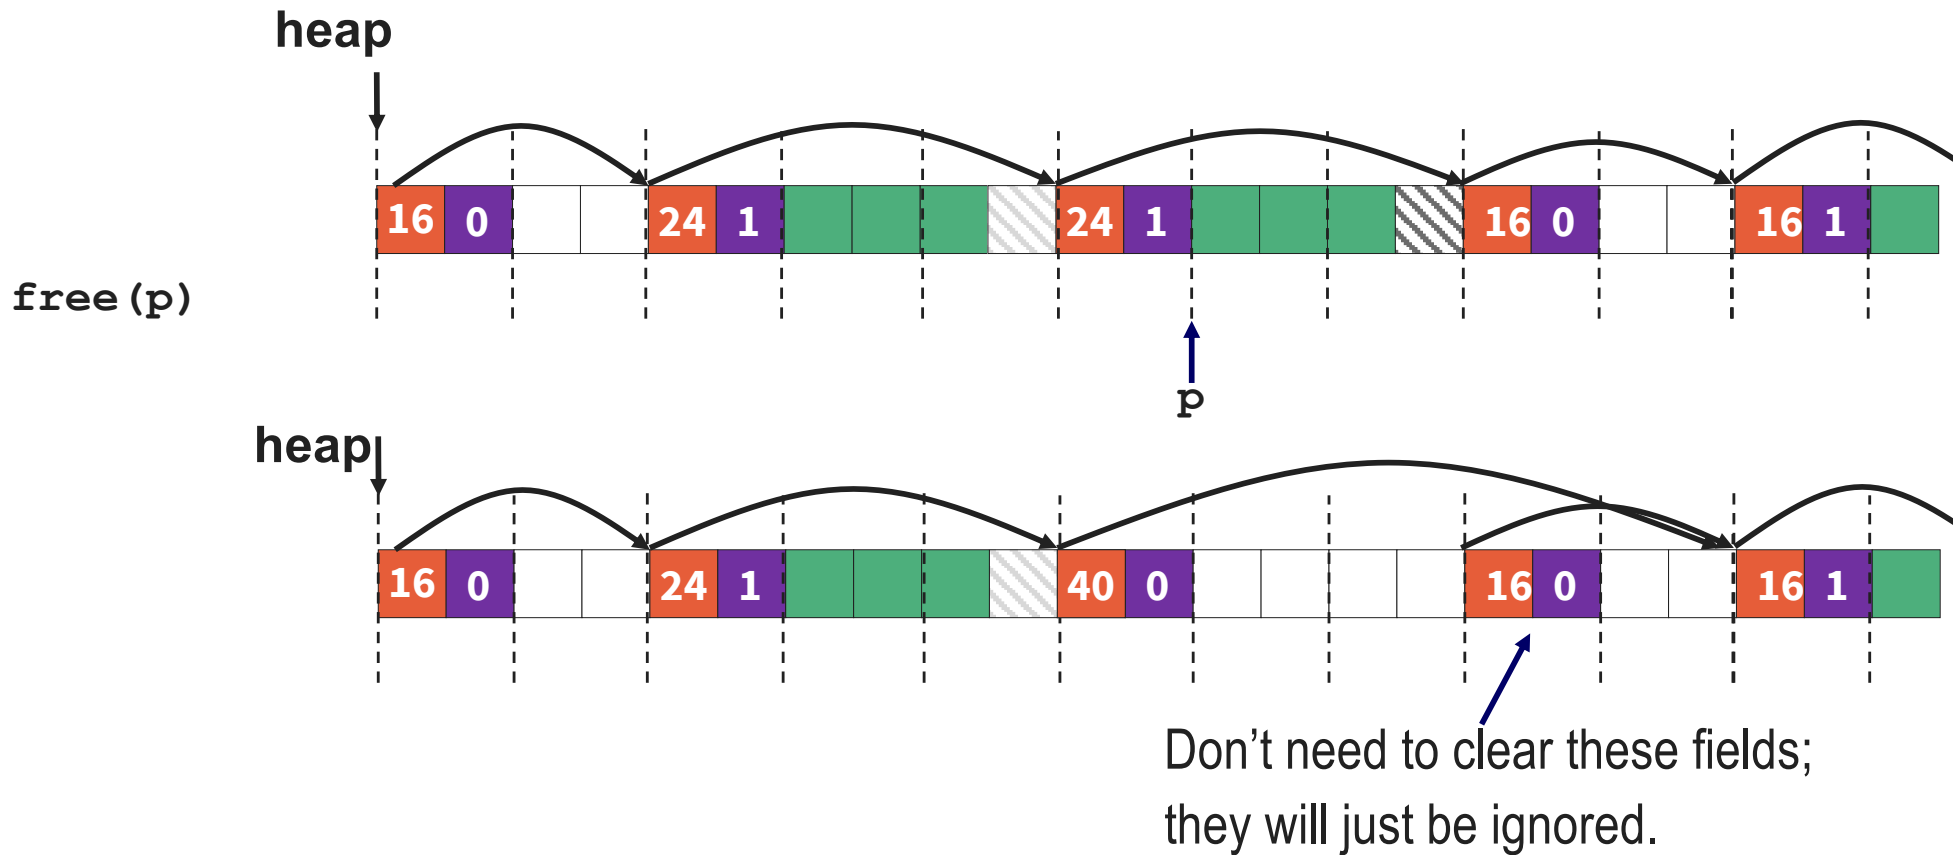 heap
16 0 24 1 24 1 16 0 16 1
free(p)
p
heap
16 0 24 1 40 0 16 0 16 1
Don’t need to clear these fields;
they will just be ignored.